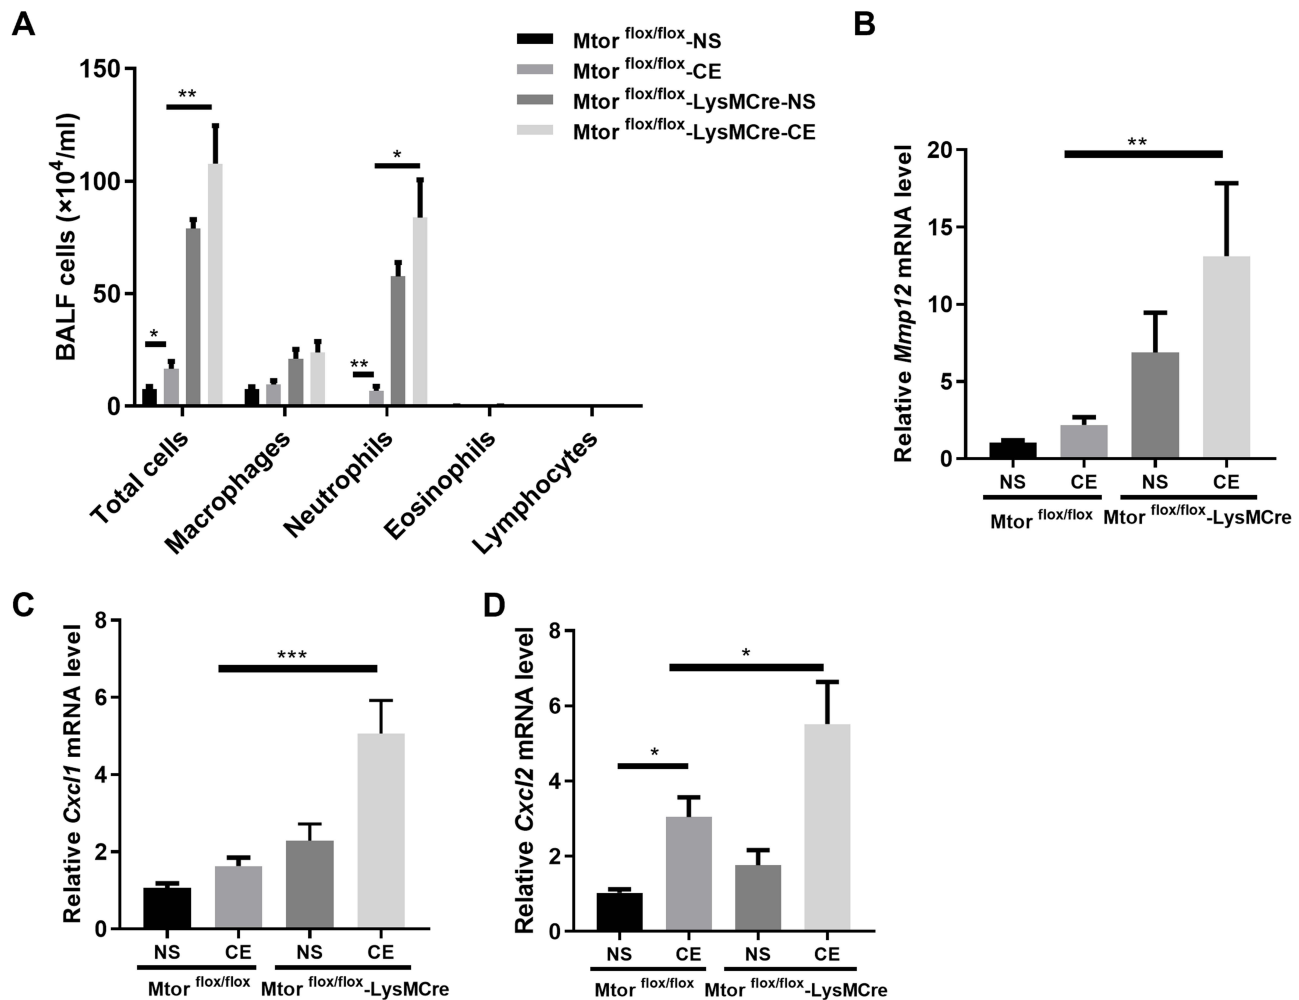 A
Mtor flox/flox-NS
Mtor flox/flox-CE
Mtor flox/flox-LysMCre-NS
Mtor flox/flox-LysMCre-CE
BALF cells (×10⁴/ml)
150
100
50
0
**
*
**
*
Total cells
Macrophages
Neutrophils
Eosinophils
Lymphocytes
B
Relative Mmp12 mRNA level
20
15
10
5
0
**
NS CE NS CE
Mtor flox/flox Mtor flox/flox-LysMCre
C
Relative Cxcl1 mRNA level
8
6
4
2
0
***
NS CE NS CE
Mtor flox/flox Mtor flox/flox-LysMCre
D
Relative Cxcl2 mRNA level
8
6
4
2
0
*
*
NS CE NS CE
Mtor flox/flox Mtor flox/flox-LysMCre